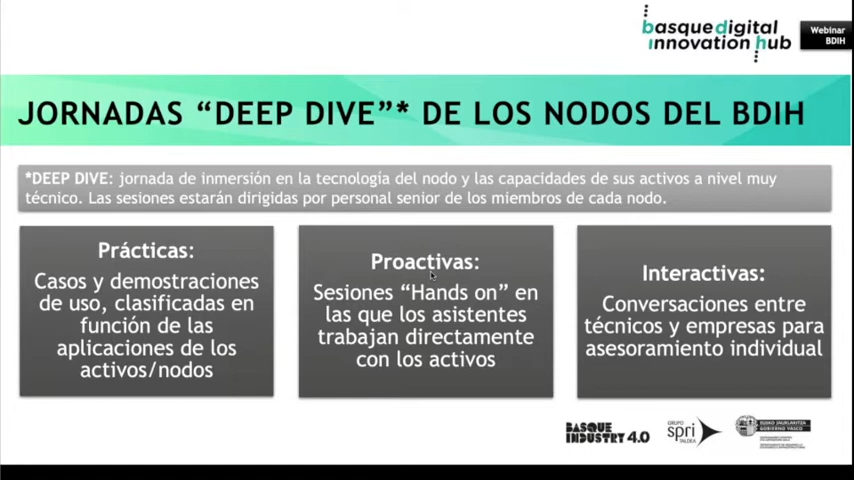 basque digital
innovation hub
Webinar
BDIH
JORNADAS “DEEP DIVE”* DE LOS NODOS DEL BDIH
*DEEP DIVE: jornada de inmersión en la tecnología del nodo y las capacidades de sus activos a nivel muy
técnico. Las sesiones estarán dirigidas por personal senior de los miembros de cada nodo.
Prácticas:
Casos y demostraciones
de uso, clasificadas en
función de las
aplicaciones de los
activos/nodos
Proactivas:
Sesiones “Hands on” en
las que los asistentes
trabajan directamente
con los activos
Interactivas:
Conversaciones entre
técnicos y empresas para
asesoramiento individual
BASQUE
INDUSTRY 4.0
GRUPO
spri
TALDEA
EUSKO JAURLARITZA
GOBIERNO VASCO